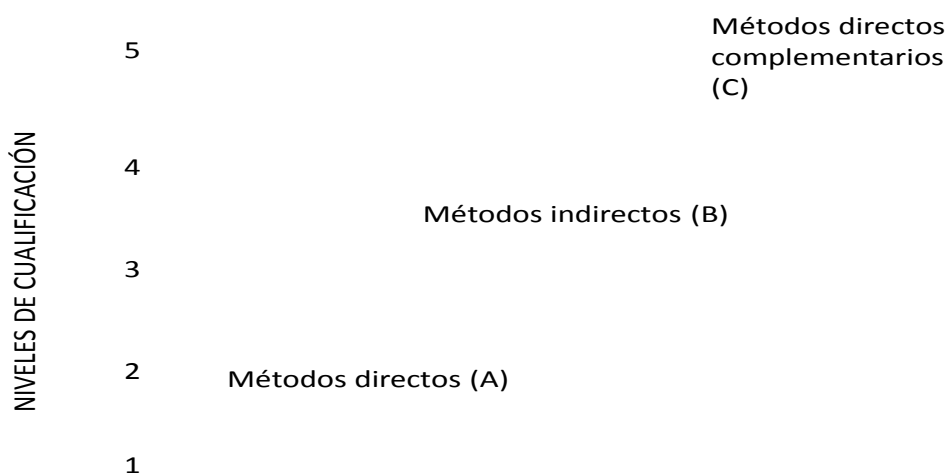 Métodos directos
complementarios
(C)
5
4
Métodos indirectos (B)
3
2
Métodos directos (A)
1
NIVELES DE CUALIFICACIÓN